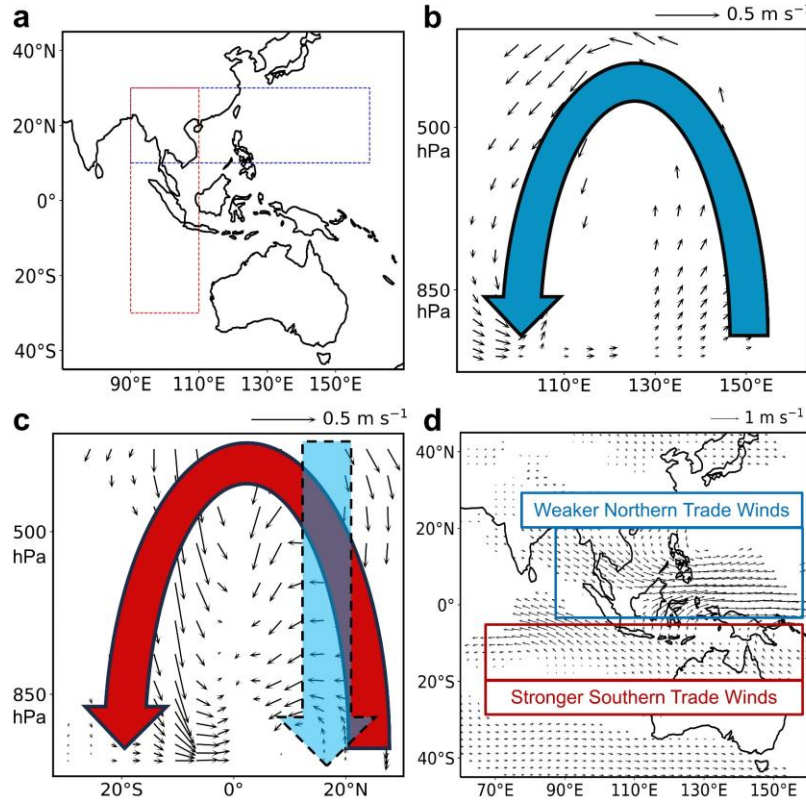 a
40°N
20°N
0°
20°S
40°S
90°E 110°E 130°E 150°E
b
0.5 m s⁻¹
500
hPa
850
hPa
110°E 130°E 150°E
c
0.5 m s⁻¹
500
hPa
850
hPa
20°S 0° 20°N
d
1 m s⁻¹
40°N
20°N
0°
20°S
40°S
Weaker Northern Trade Winds
Stronger Southern Trade Winds
70°E 90°E 110°E 130°E 150°E